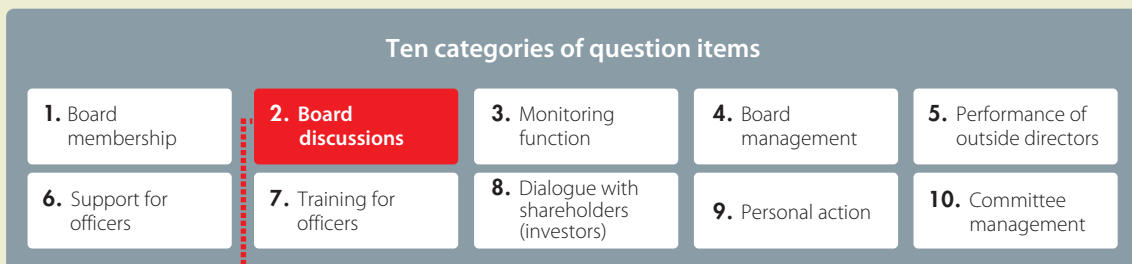 Ten categories of question items
1. Board
membership
2. Board
discussions
3. Monitoring
function
4. Board
management
5. Performance of
outside directors
6. Support for
officers
7. Training for
officers
8. Dialogue with
shareholders
(investors)
9. Personal action
10. Committee
management